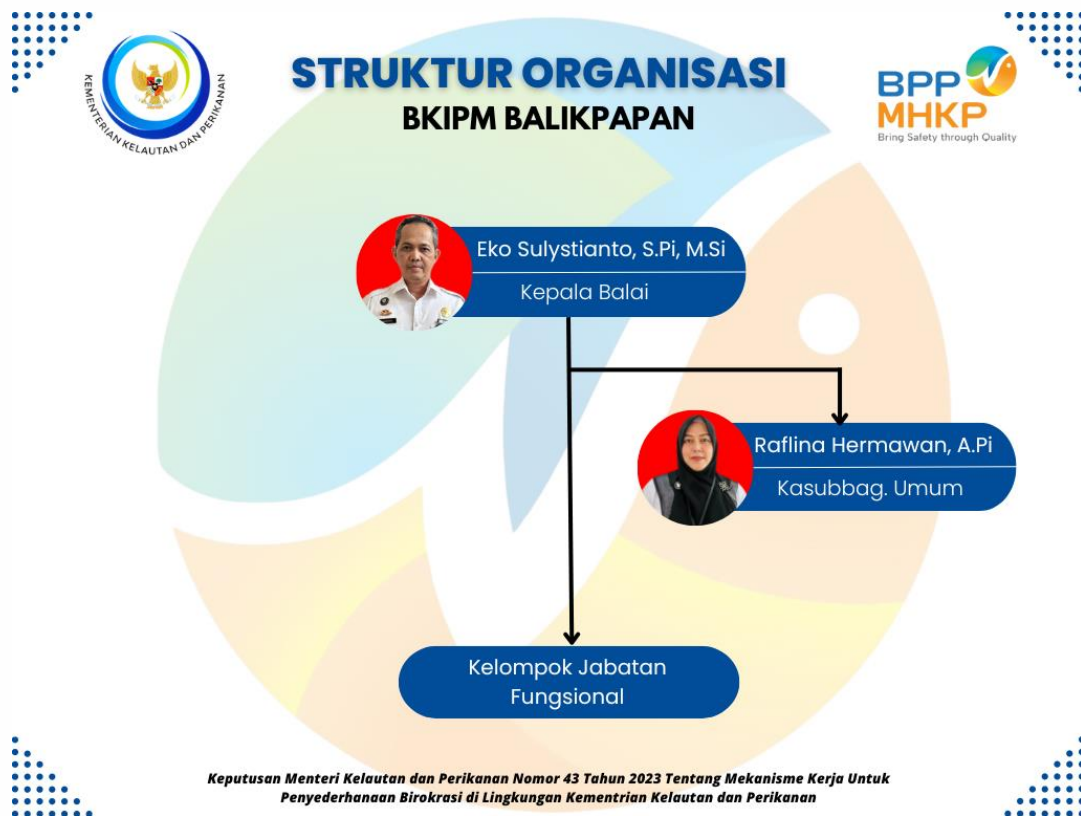 KEMENTERIAN KELAUTAN DAN PERIKANAN
STRUKTUR ORGANISASI
BKIPM BALIKPAPAN
BPP
MHKP
Bring Safety through Quality
Eko Sulystianto, S.Pi, M.Si
Kepala Balai
Raflina Hermawan, A.Pi
Kasubbag. Umum
Kelompok Jabatan
Fungsional
Keputusan Menteri Kelautan dan Perikanan Nomor 43 Tahun 2023 Tentang Mekanisme Kerja Untuk
Penyederhanaan Birokrasi di Lingkungan Kementrian Kelautan dan Perikanan